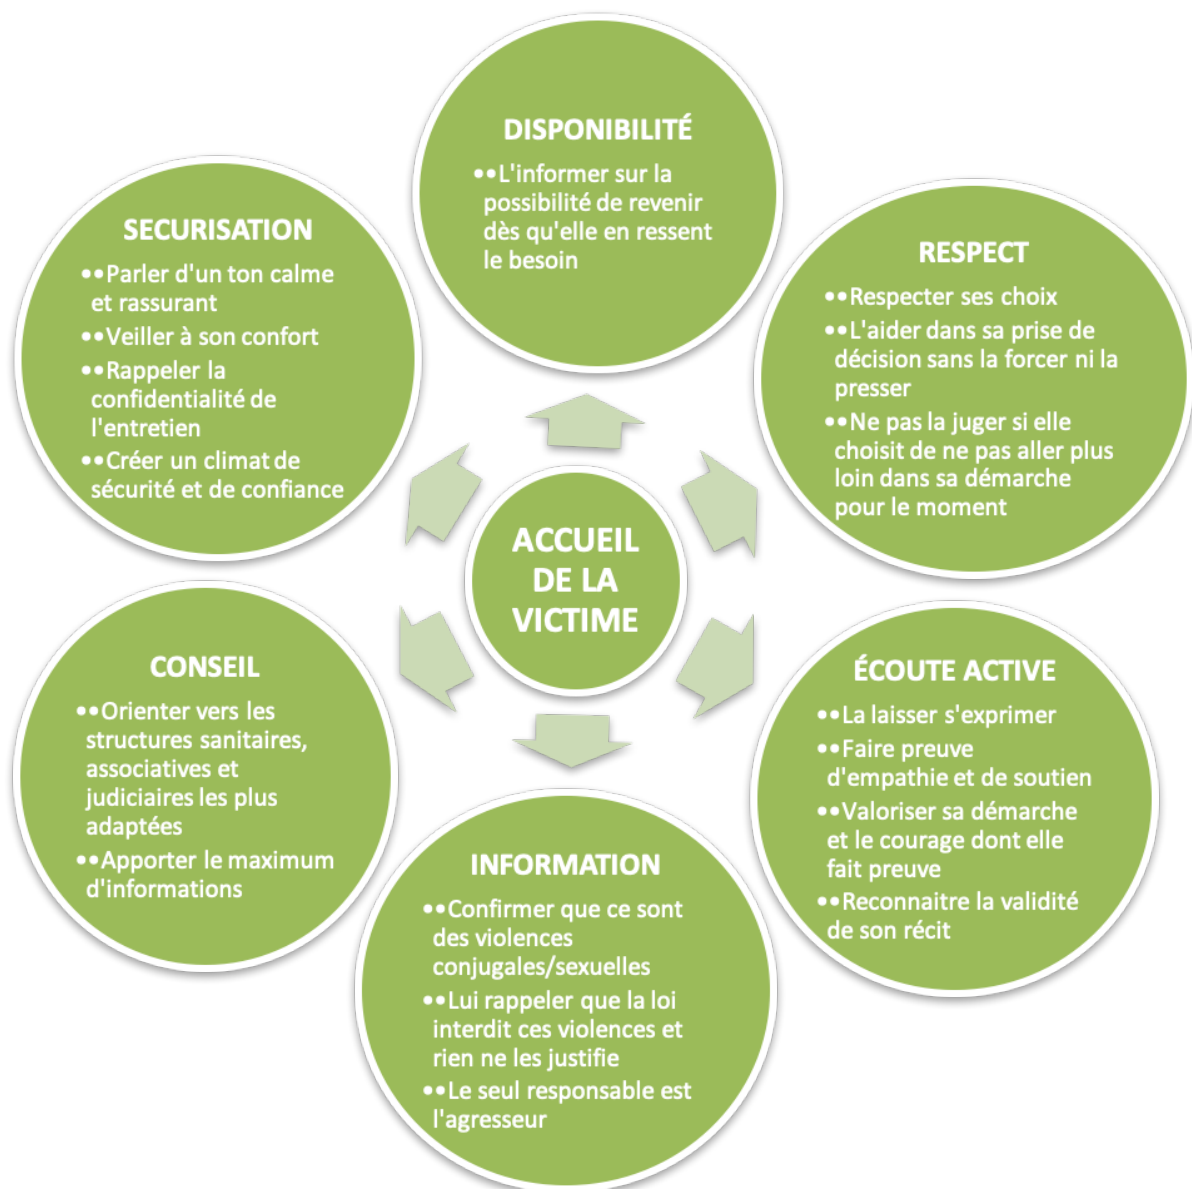 DISPONIBILITÉ
••L'informer sur la
possibilité de revenir
dès qu'elle en ressent
le besoin
SECURISATION
••Parler d'un ton calme
et rassurant
••Veiller à son confort
••Rappeler la
confidentialité de
l'entretien
••Créer un climat de
sécurité et de confiance
RESPECT
••Respecter ses choix
••L'aider dans sa prise de
décision sans la forcer ni la
presser
••Ne pas la juger si elle
choisit de ne pas aller plus
loin dans sa démarche
pour le moment
ACCUEIL
DE LA
VICTIME
CONSEIL
••Orienter vers les
structures sanitaires,
associatives et
judiciaires les plus
adaptées
••Apporter le maximum
d'informations
ÉCOUTE ACTIVE
••La laisser s'exprimer
••Faire preuve
d'empathie et de soutien
••Valoriser sa démarche
et le courage dont elle
fait preuve
••Reconnaitre la validité
de son récit
INFORMATION
••Confirmer que ce sont
des violences
conjugales/sexuelles
••Lui rappeler que la loi
interdit ces violences et
rien ne les justifie
••Le seul responsable est
l'agresseur